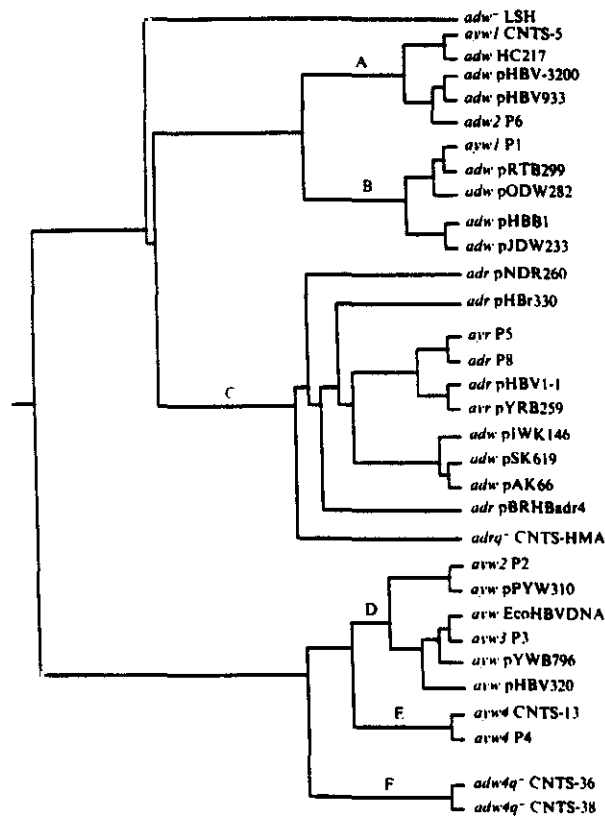 adw- LSH
ayw1 CNTS-5
adw HC217
A
adw pHBV-3200
adw pHBV933
adw2 P6
ayw1 P1
adw pRTB299
B
adw pODW282
adw pHBB1
adw pJDW233
adr pNDR260
adr pHBr330
ayr P5
adr P8
adr pHBV1-1
C
ayr pYRB259
adw pIWK146
adw pSK619
adw pAK66
adr pBRHBadr4
adrq- CNTS-HMA
ayw2 P2
ayw pPYW310
D
ayw EcoHBVDNA
ayw3 P3
ayw pYWB796
ayw pHBV320
E
ayw4 CNTS-13
ayw4 P4
F
adw4q- CNTS-36
adw4q- CNTS-38